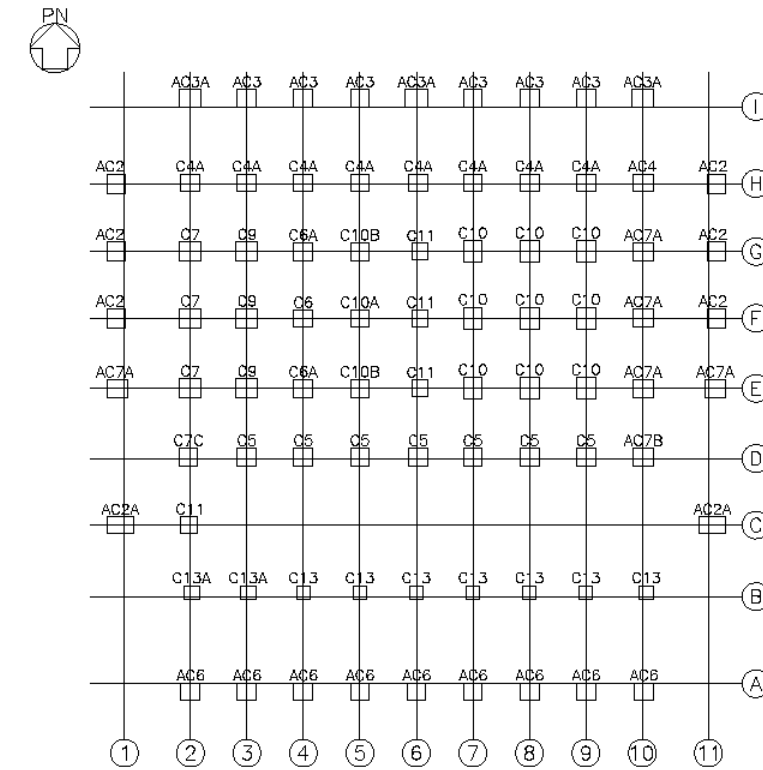 PN
AC3A AC3 AC3 AC3 AC3A AC3 AC3 AC3 AC3A
I
AC2 C4A C4A C4A C4A C4A C4A C4A C4A AC4 AC2
H
AC2 C7 C9 C6A C10B C11 C10 C10 C10 AC7A AC2
G
AC2 C7 C9 C6 C10A C11 C10 C10 C10 AC7A AC2
F
AC7A C7 C9 C6A C10B C11 C10 C10 C10 AC7A AC7A
E
C7C C5 C5 C5 C5 C5 C5 C5 AC7B
D
AC2A C11 AC2A
C
C13A C13A C13 C13 C13 C13 C13 C13 C13
B
AC6 AC6 AC6 AC6 AC6 AC6 AC6 AC6 AC6
A
1 2 3 4 5 6 7 8 9 10 11